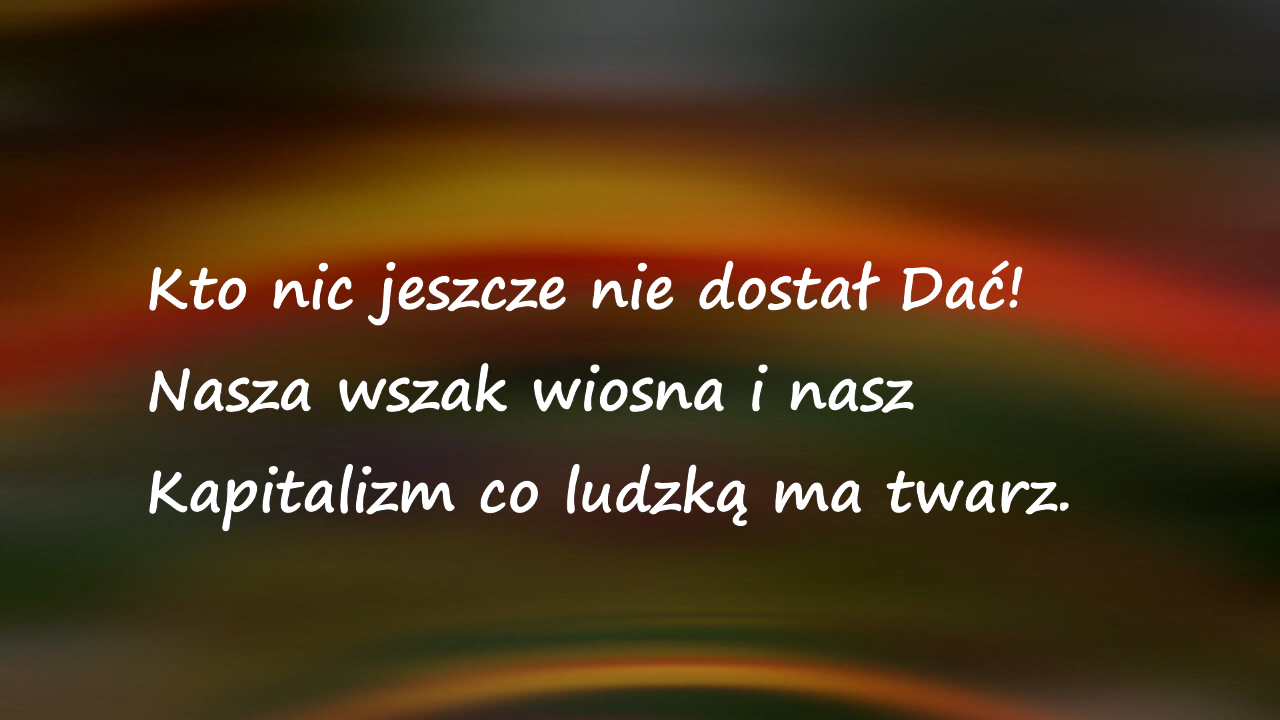 Kto nic jeszcze nie dostał Dać!
Nasza wszak wiosna i nasz
Kapitalizm co ludzką ma twarz.